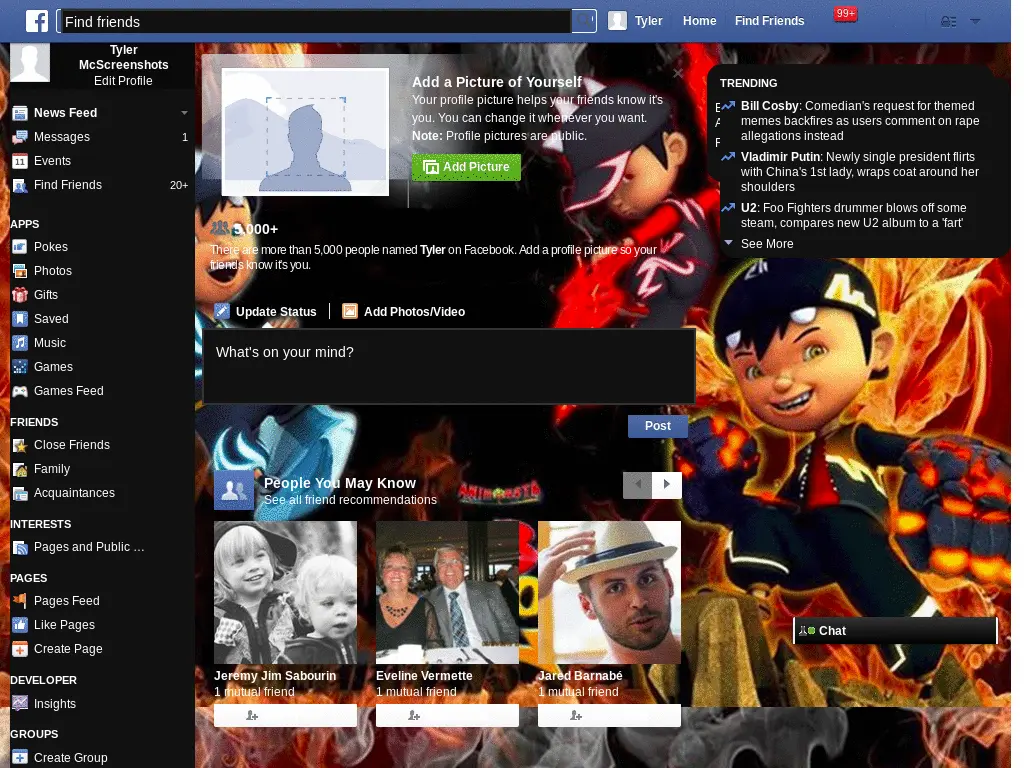 f
Find friends
Tyler
Home
Find Friends
99+
Tyler
McScreenshots
Edit Profile
News Feed
Messages 1
Events
Find Friends 20+
APPS
Pokes
Photos
Gifts
Saved
Music
Games
Games Feed
FRIENDS
Close Friends
Family
Acquaintances
INTERESTS
Pages and Public ...
PAGES
Pages Feed
Like Pages
Create Page
DEVELOPER
Insights
GROUPS
Create Group
Add a Picture of Yourself
Your profile picture helps your friends know it's
you. You can change it whenever you want.
Note: Profile pictures are public.
Add Picture
5,000+
There are more than 5,000 people named Tyler on Facebook. Add a profile picture so your
friends know it's you.
Update Status
Add Photos/Video
What's on your mind?
Post
People You May Know
See all friend recommendations
Jeremy Jim Sabourin
1 mutual friend
Eveline Vermette
1 mutual friend
Jared Barnabé
1 mutual friend
TRENDING
Bill Cosby: Comedian's request for themed
memes backfires as users comment on rape
allegations instead
Vladimir Putin: Newly single president flirts
with China's 1st lady, wraps coat around her
shoulders
U2: Foo Fighters drummer blows off some
steam, compares new U2 album to a 'fart'
See More
Chat